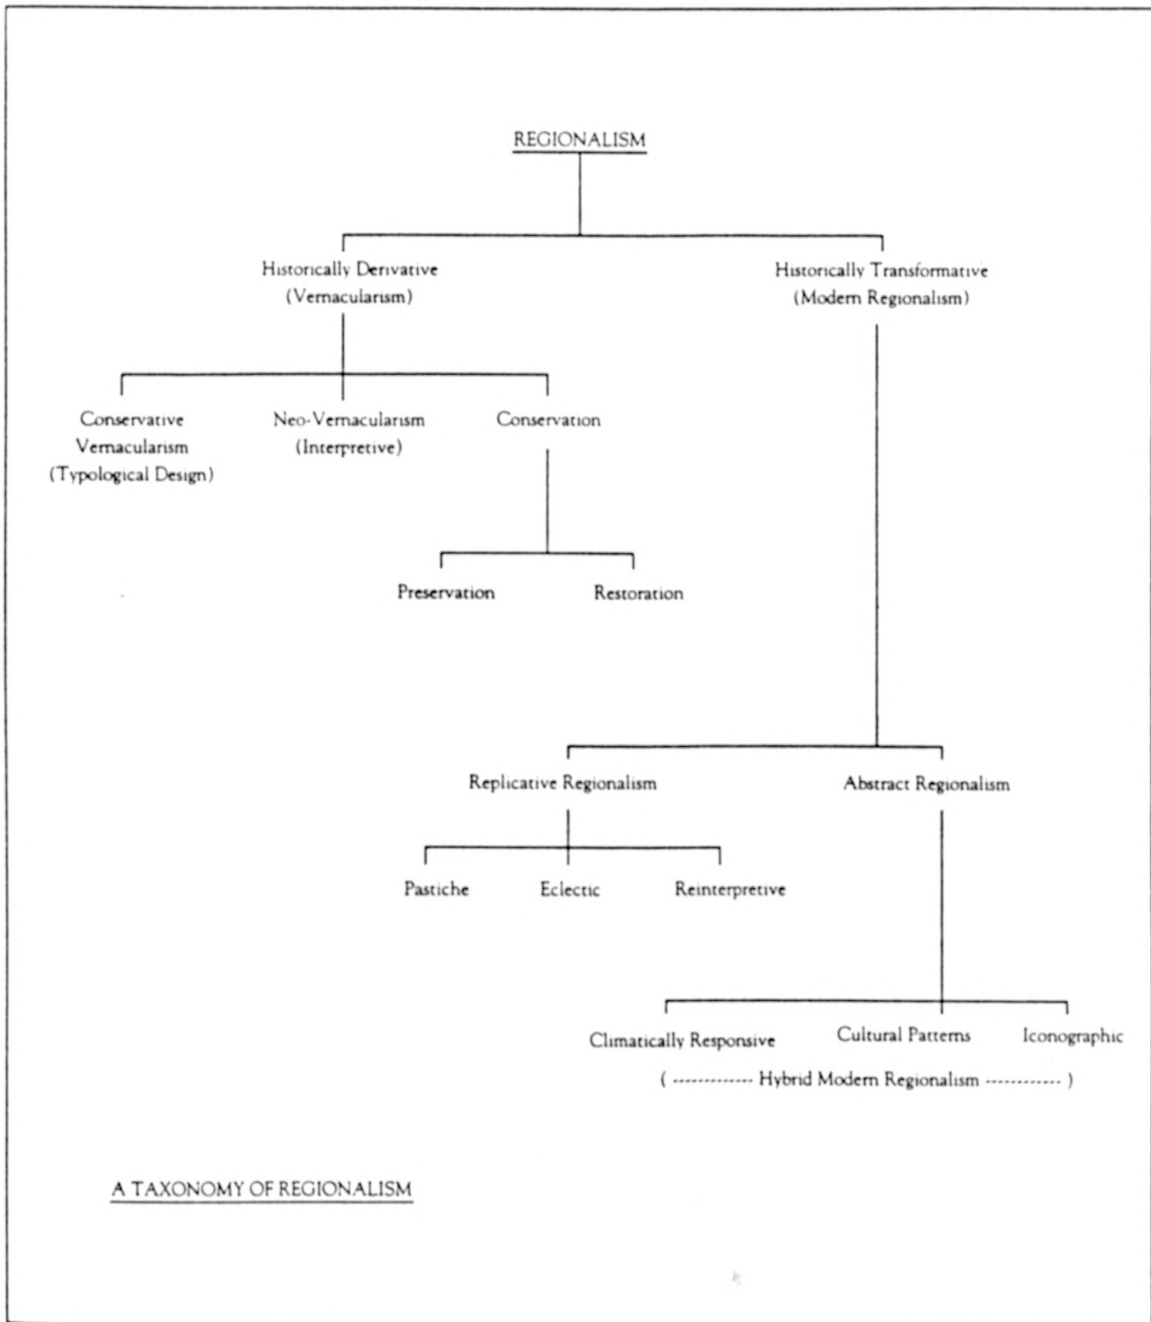 REGIONALISM
Historically Derivative
(Vernacularism)
Historically Transformative
(Modern Regionalism)
Conservative
Vernacularism
(Typological Design)
Neo-Vernacularism
(Interpretive)
Conservation
Preservation
Restoration
Replicative Regionalism
Abstract Regionalism
Pastiche
Eclectic
Reinterpretive
Climatically Responsive
Cultural Patterns
Iconographic
( ------------- Hybrid Modern Regionalism ------------ )
A TAXONOMY OF REGIONALISM